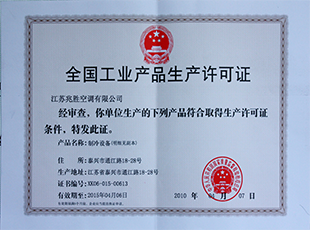 全国工业产品生产许可证
江苏兆胜空调有限公司
经审查，你单位生产的下列产品符合取得生产许可证
条件，特发此证。
产品名称：制冷设备(明细见副本)
住 所：泰兴市通江路18-28号
生产地址：江苏省泰兴市通江路18-28号
证书编号：XK06-015-00613
有效期至：2015年04月06日
2010 年 月 07 日